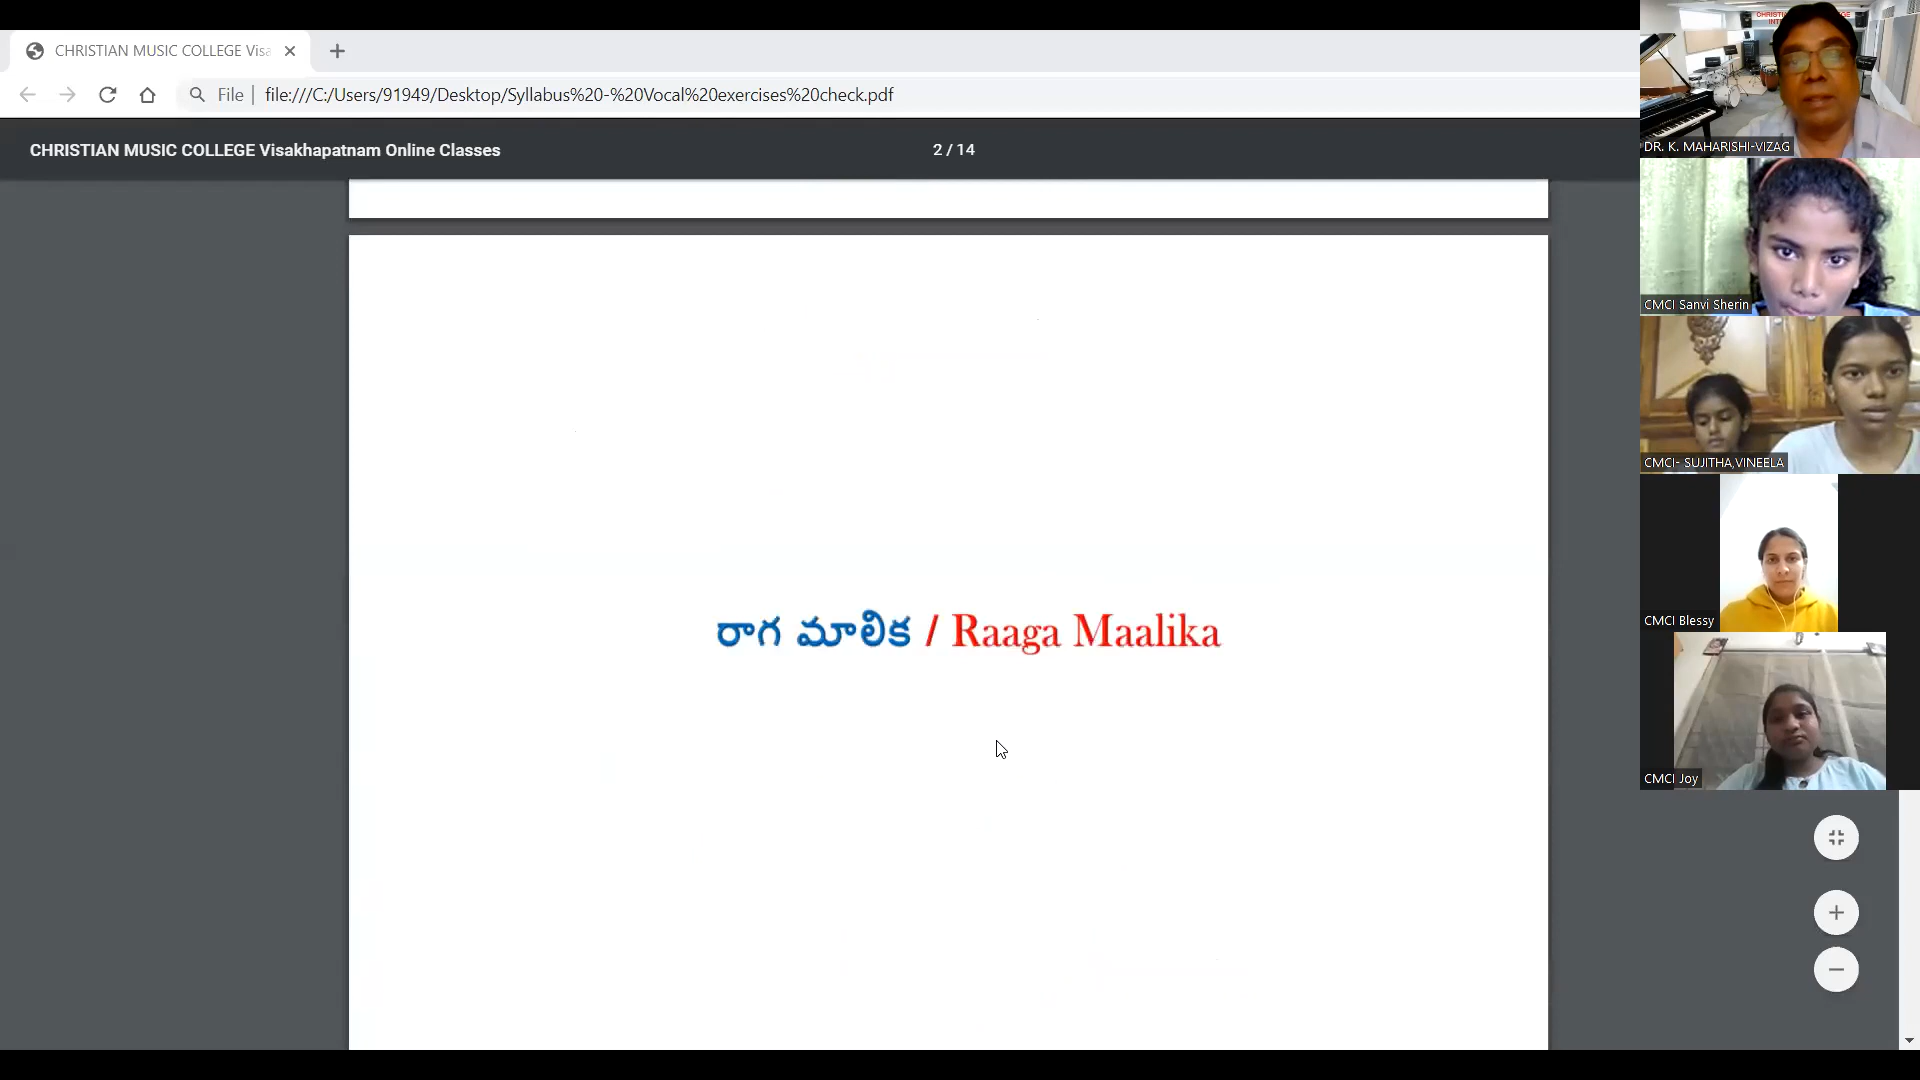 CHRISTIAN MUSIC COLLEGE Visa
File
file:///C:/Users/91949/Desktop/Syllabus%20-%20Vocal%20exercises%20check.pdf
CHRISTIAN MUSIC COLLEGE Visakhapatnam Online Classes
2 / 14
రాగ మాలిక / Raaga Maalika
DR. K. MAHARISHI-VIZAG
CMCI Sanvi Sherin
CMCI- SUJITHA,VINEELA
CMCI Blessy
CMCI Joy